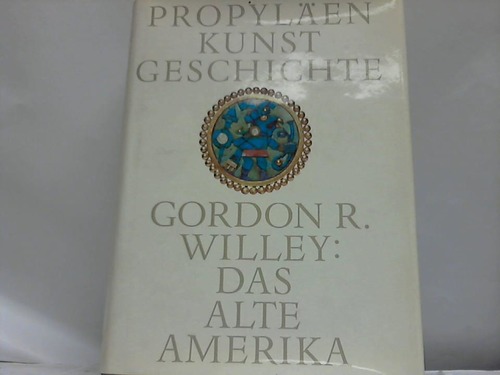 PROPYLÄEN
KUNST
GESCHICHTE
GORDON R.
WILLEY:
DAS
ALTE
AMERIKA